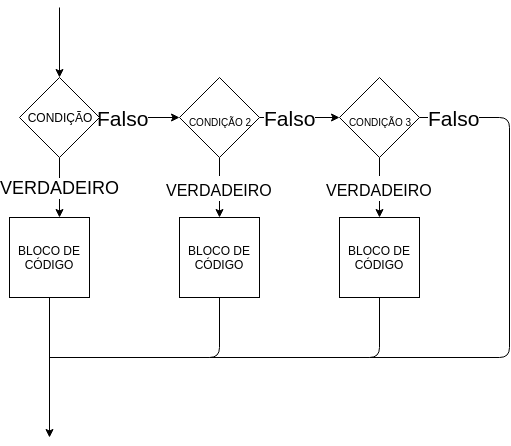 CONDIÇÃO
Falso
CONDIÇÃO 2
Falso
CONDIÇÃO 3
Falso
VERDADEIRO
VERDADEIRO
VERDADEIRO
BLOCO DE
CÓDIGO
BLOCO DE
CÓDIGO
BLOCO DE
CÓDIGO